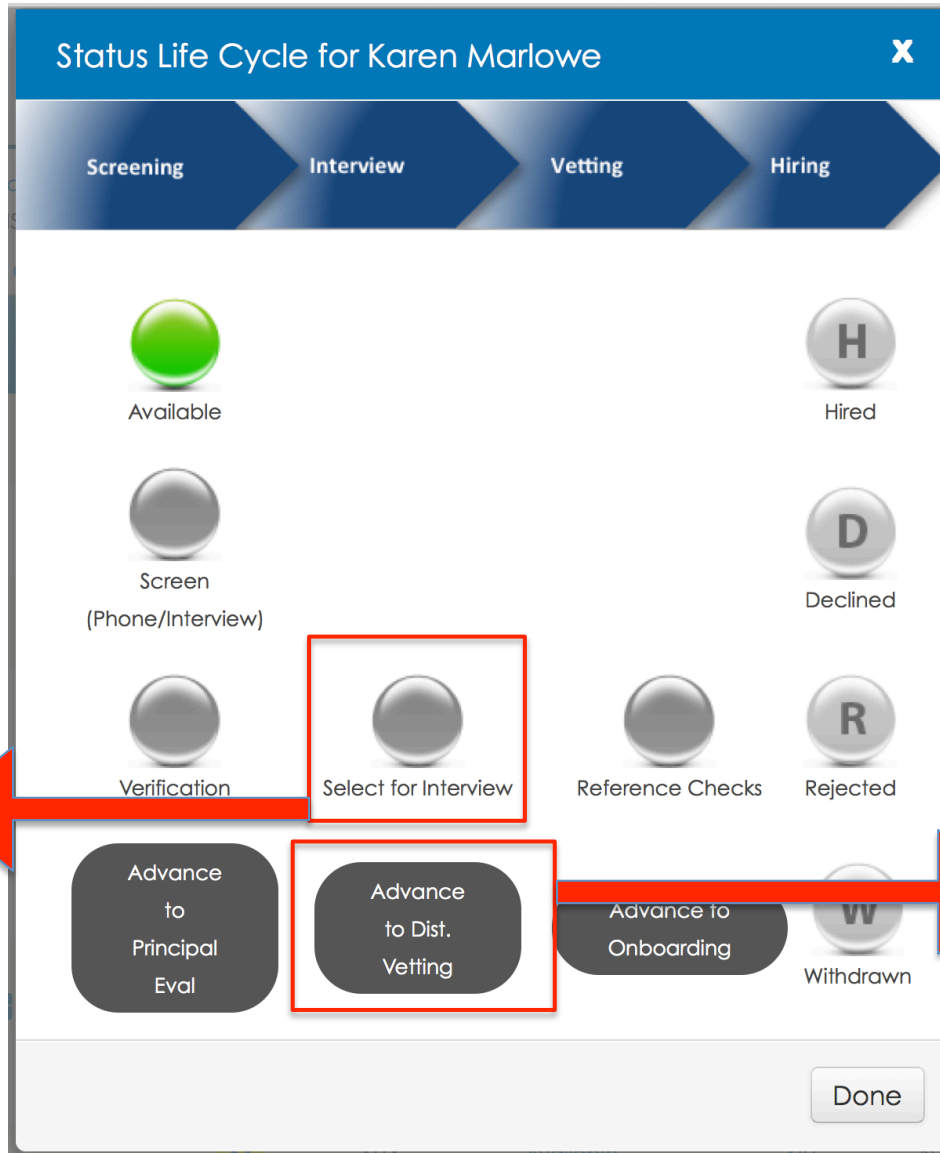 Status Life Cycle for Karen Marlowe
X
Screening
Interview
Vetting
Hiring
Available
H
Hired
Screen
(Phone/Interview)
D
Declined
Verification
Select for Interview
Reference Checks
R
Rejected
Advance
to
Principal
Eval
Advance
to Dist.
Vetting
Advance to
Onboarding
W
Withdrawn
Done